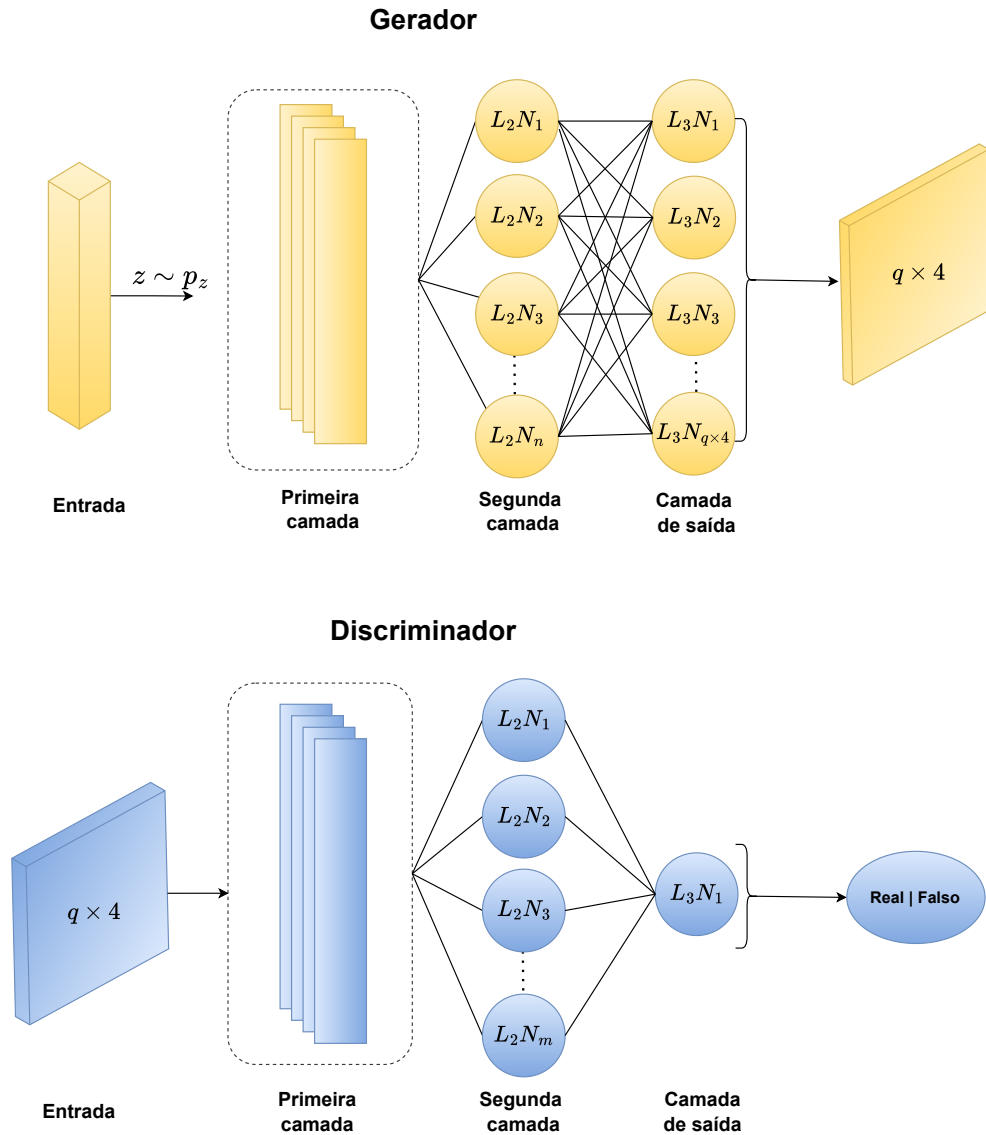 Gerador
z ∼ p_z
L_2N_1
L_2N_2
L_2N_3
L_2N_n
L_3N_1
L_3N_2
L_3N_3
L_3N_{q×4}
q × 4
Entrada
Primeira
camada
Segunda
camada
Camada
de saída
Discriminador
q × 4
L_2N_1
L_2N_2
L_2N_3
L_2N_m
L_3N_1
Real | Falso
Entrada
Primeira
camada
Segunda
camada
Camada
de saída